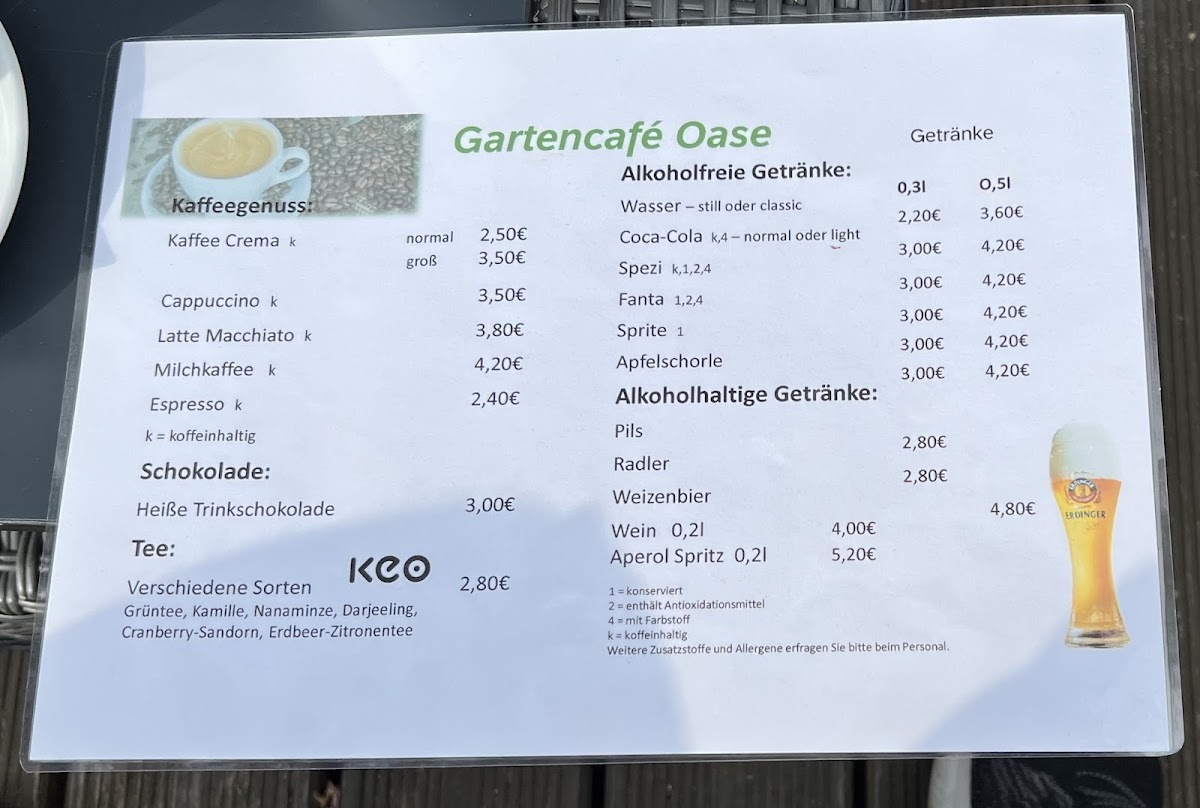 Gartencafé Oase
Getränke
Kaffeegenuss:
Kaffee Crema k normal 2,50€
groß 3,50€
Cappuccino k 3,50€
Latte Macchiato k 3,80€
Milchkaffee k 4,20€
Espresso k 2,40€
k = koffeinhaltig
Schokolade:
Heiße Trinkschokolade 3,00€
Tee:
KEO
Verschiedene Sorten 2,80€
Grüntee, Kamille, Nanaminze, Darjeeling,
Cranberry-Sandorn, Erdbeer-Zitronentee
Alkoholfreie Getränke: 0,3l O,5l
Wasser – still oder classic 2,20€ 3,60€
Coca-Cola k,4 – normal oder light 3,00€ 4,20€
Spezi k,1,2,4 3,00€ 4,20€
Fanta 1,2,4 3,00€ 4,20€
Sprite 1 3,00€ 4,20€
Apfelschorle 3,00€ 4,20€
Alkoholhaltige Getränke:
Pils 2,80€
Radler 2,80€
Weizenbier 4,80€
Wein 0,2l 4,00€
Aperol Spritz 0,2l 5,20€
1 = konserviert
2 = enthält Antioxidationsmittel
4 = mit Farbstoff
k = koffeinhaltig
Weitere Zusatzstoffe und Allergene erfragen Sie bitte beim Personal.
ERDINGER
ERDINGER